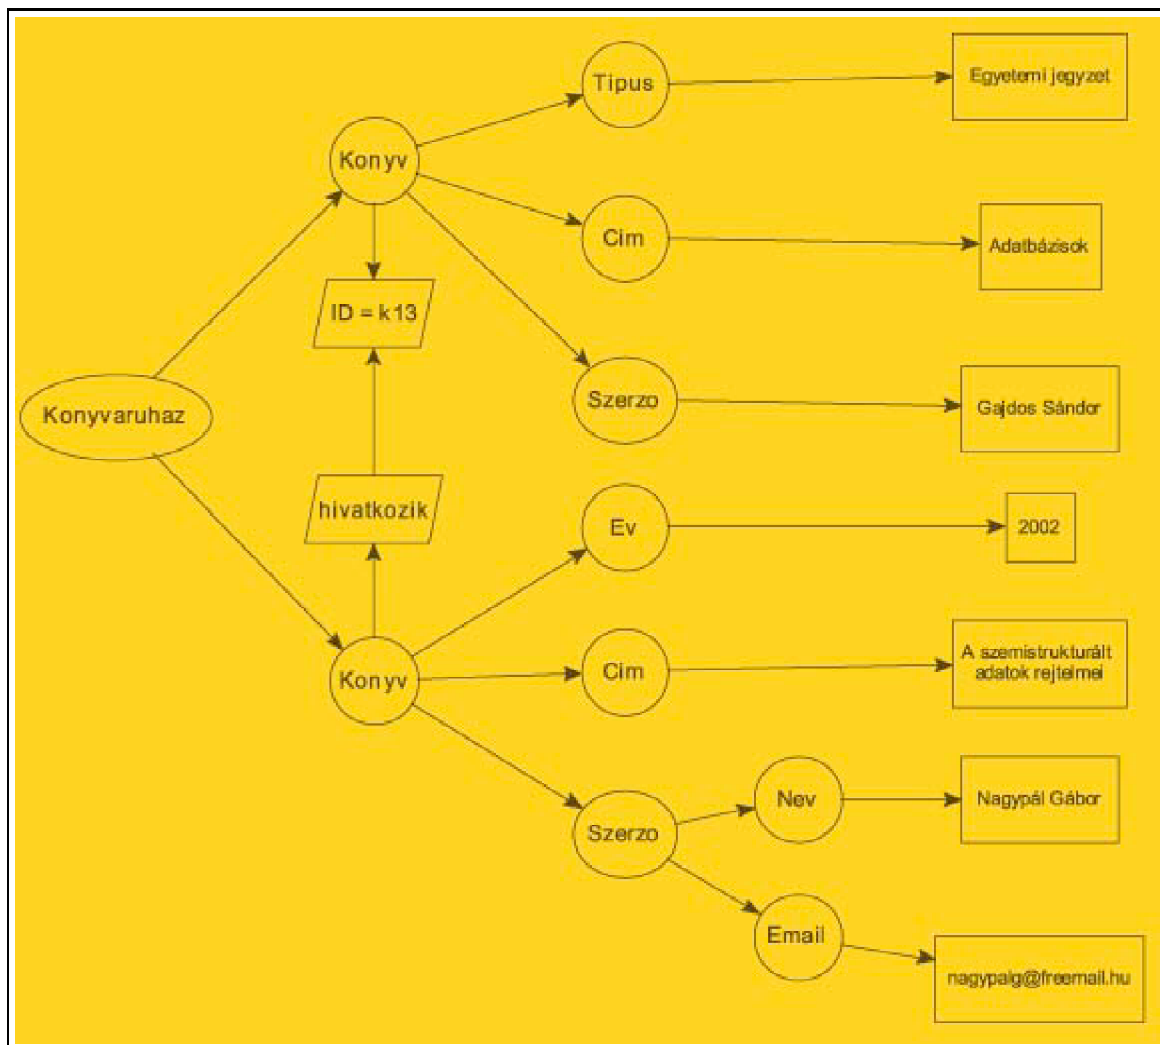 Tipus
Egyetemi jegyzet
Konyv
Cim
Adatbázisok
ID = k13
Szerzo
Gajdos Sándor
Konyvaruhaz
hivatkozik
Ev
2002
Konyv
Cim
A szemistrukturált
adatok rejtelmei
Szerzo
Nev
Nagypál Gábor
Email
nagypalg@freemail.hu